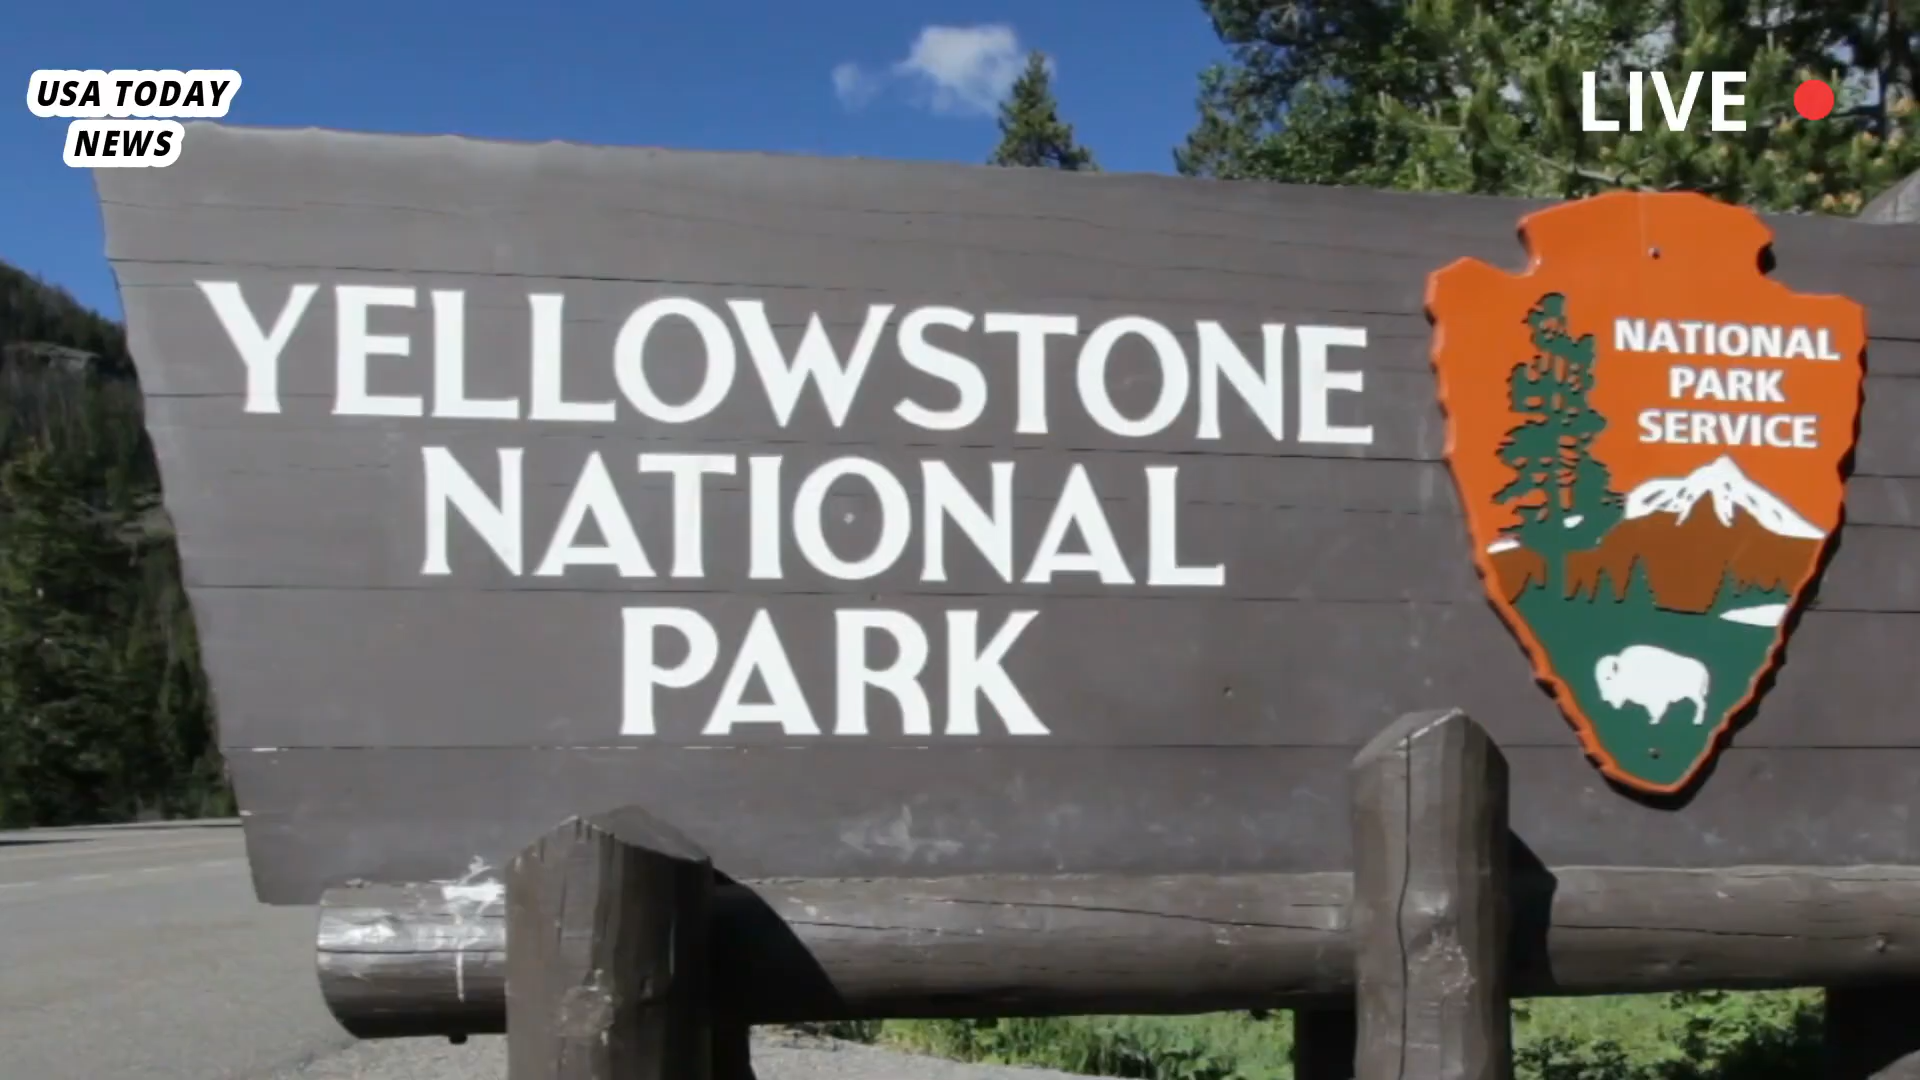 USA TODAY
NEWS
LIVE
YELLOWSTONE
NATIONAL
PARK
NATIONAL
PARK
SERVICE